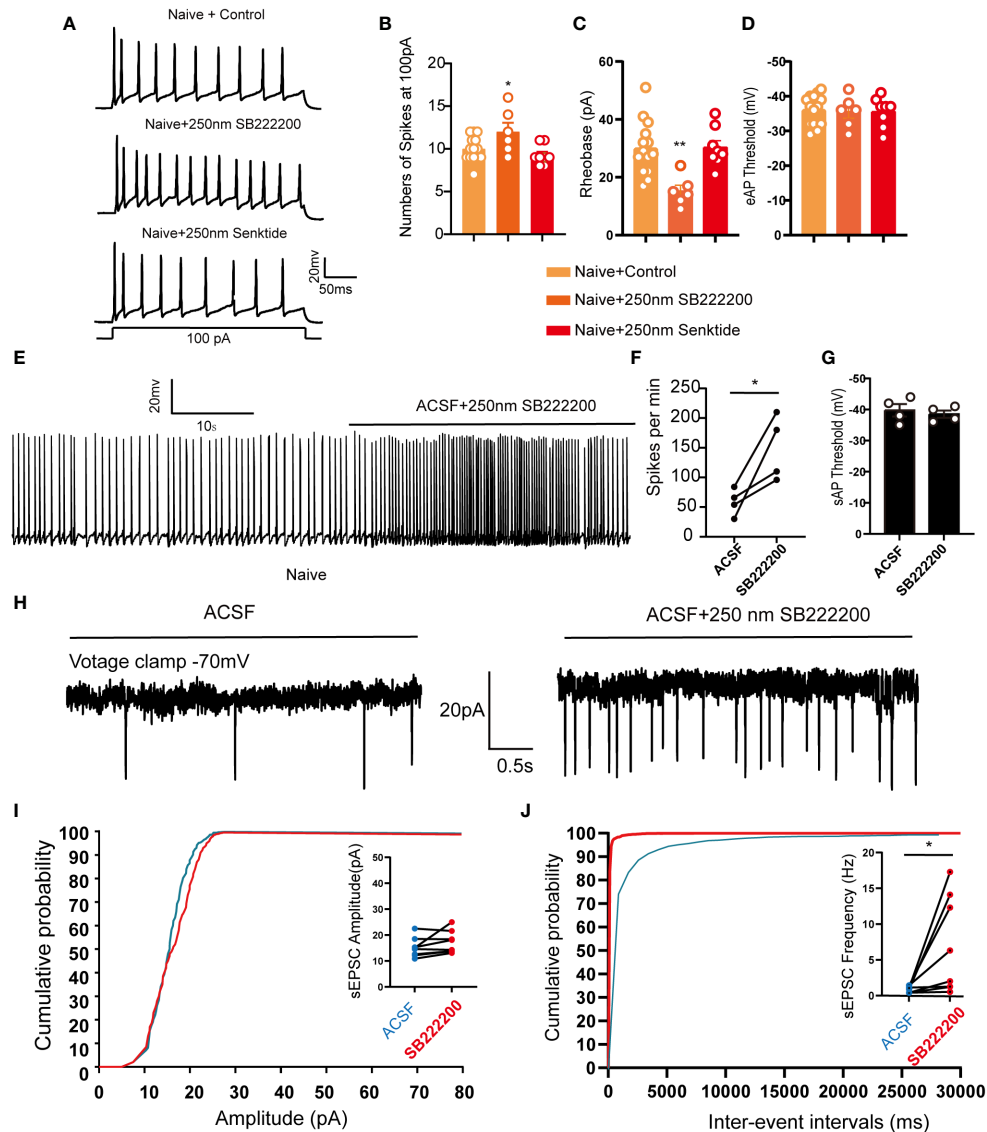 A
Naive + Control
Naive+250nm SB222200
Naive+250nm Senktide
20mv
50ms
100 pA
B
Numbers of Spikes at 100pA
20
15
10
5
0
*
C
Rheobase (pA)
60
40
20
0
**
D
eAP Threshold (mV)
-50
-40
-30
-20
-10
0
Naive+Control
Naive+250nm SB222200
Naive+250nm Senktide
E
20mv
10s
ACSF+250nm SB222200
Naive
F
Spikes per min
250
200
150
100
50
0
*
ACSF
SB222200
G
sAP Threshold (mV)
-50
-40
-30
-20
-10
0
ACSF
SB222200
H
ACSF
ACSF+250 nm SB222200
Votage clamp -70mV
20pA
0.5s
I
Cumulative probability
100
90
80
70
60
50
40
30
20
10
0
0 10 20 30 40 50 60 70 80
Amplitude (pA)
sEPSC Amplitude(pA)
50
40
30
20
10
0
ACSF
SB222200
J
Cumulative probability
100
90
80
70
60
50
40
30
20
10
0
0 5000 10000 15000 20000 25000 30000
Inter-event intervals (ms)
sEPSC Frequency (Hz)
20
15
10
5
0
*
ACSF
SB222200